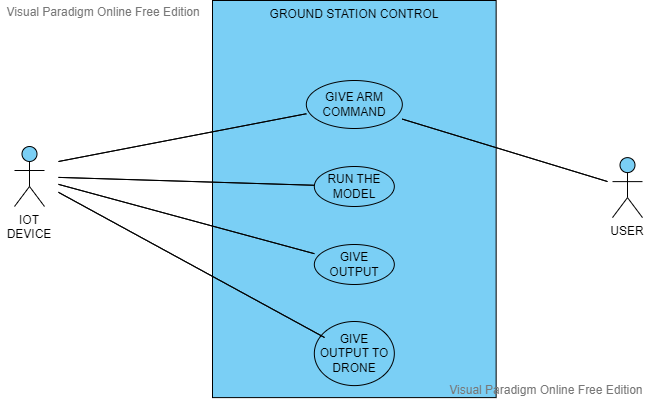 Visual Paradigm Online Free Edition
GROUND STATION CONTROL
GIVE ARM
COMMAND
RUN THE
MODEL
IOT
DEVICE
USER
GIVE
OUTPUT
GIVE
OUTPUT TO
DRONE
Visual Paradigm Online Free Edition